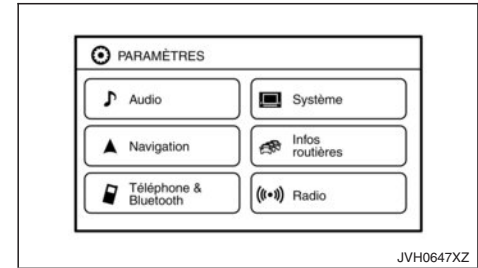 PARAMÈTRES
Audio
Système
Navigation
Infos
routières
Téléphone &
Bluetooth
Radio
JVH0647XZ